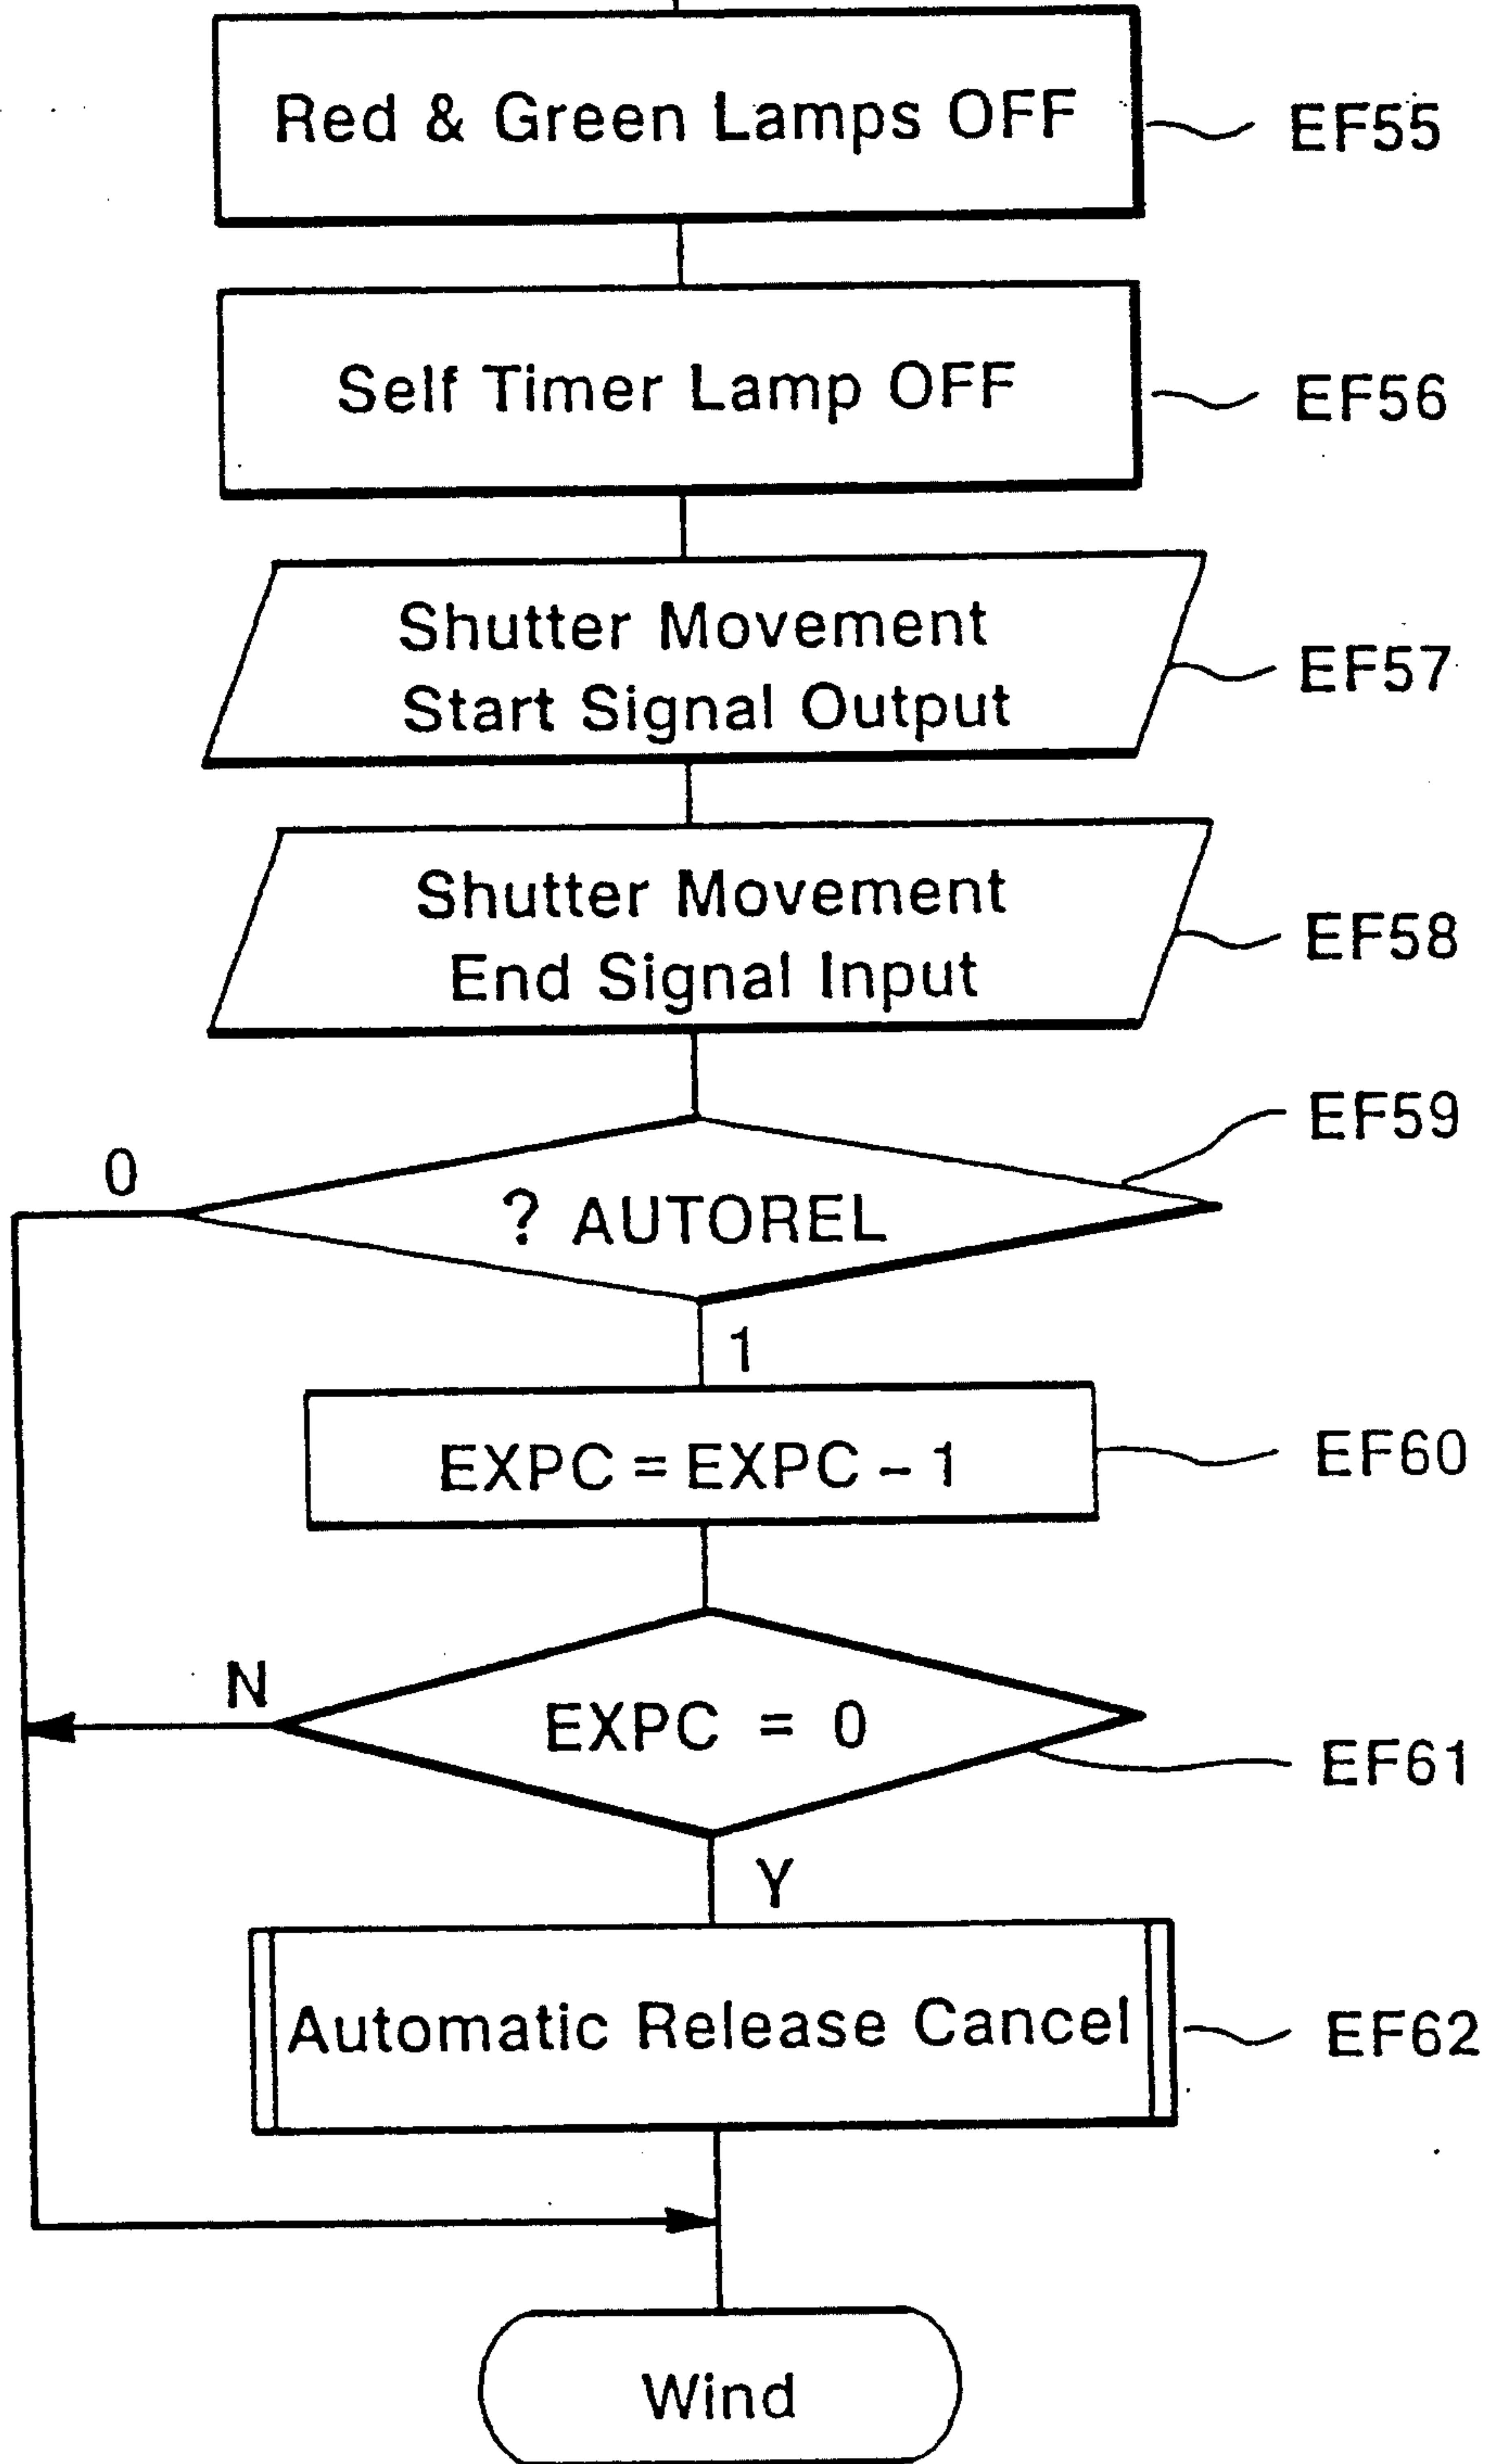 Red & Green Lamps OFF
EF55
Self Timer Lamp OFF
EF56
Shutter Movement
Start Signal Output
EF57
Shutter Movement
End Signal Input
EF58
EF59
0
? AUTOREL
1
EXPC = EXPC - 1
EF60
N
EXPC = 0
EF61
Y
Automatic Release Cancel
EF62
Wind